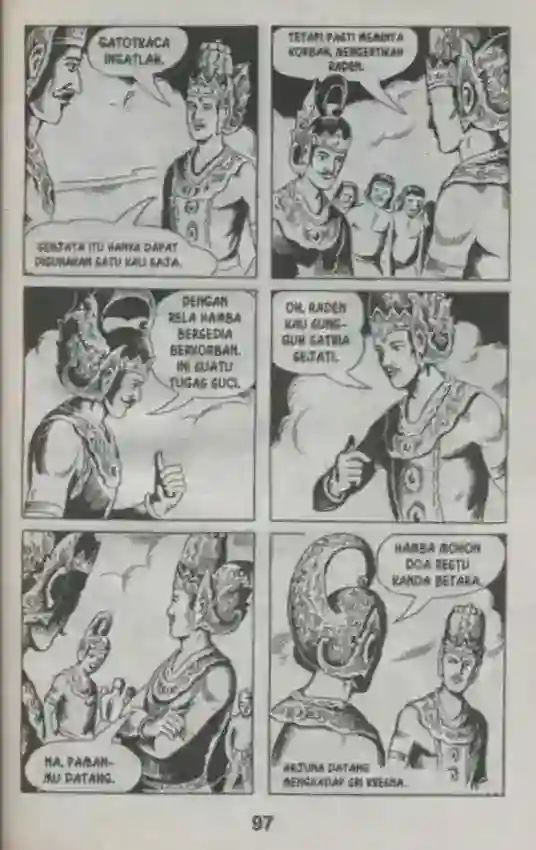 GATOTKACA
INGATLAH.
SENJATA ITU HANYA DAPAT
DIGUNAKAN SATU KALI SAJA.
TETAPI PASTI MEMINTA
KORBAN, MENGERTIKAH
RADEN.
DENGAN
RELA HAMBA
BERSEDIA
BERKORBAN.
INI SUATU
TUGAS SUCI.
OH, RADEN
KAU SUNG-
GUH SATRIA
SEJATI.
NA, PAMAN-
MU DATANG.
HAMBA MOHON
DOA RESTU
KANDA BETARA.
ARJUNA DATANG
MENGHADAP SRI KRESNA.
97